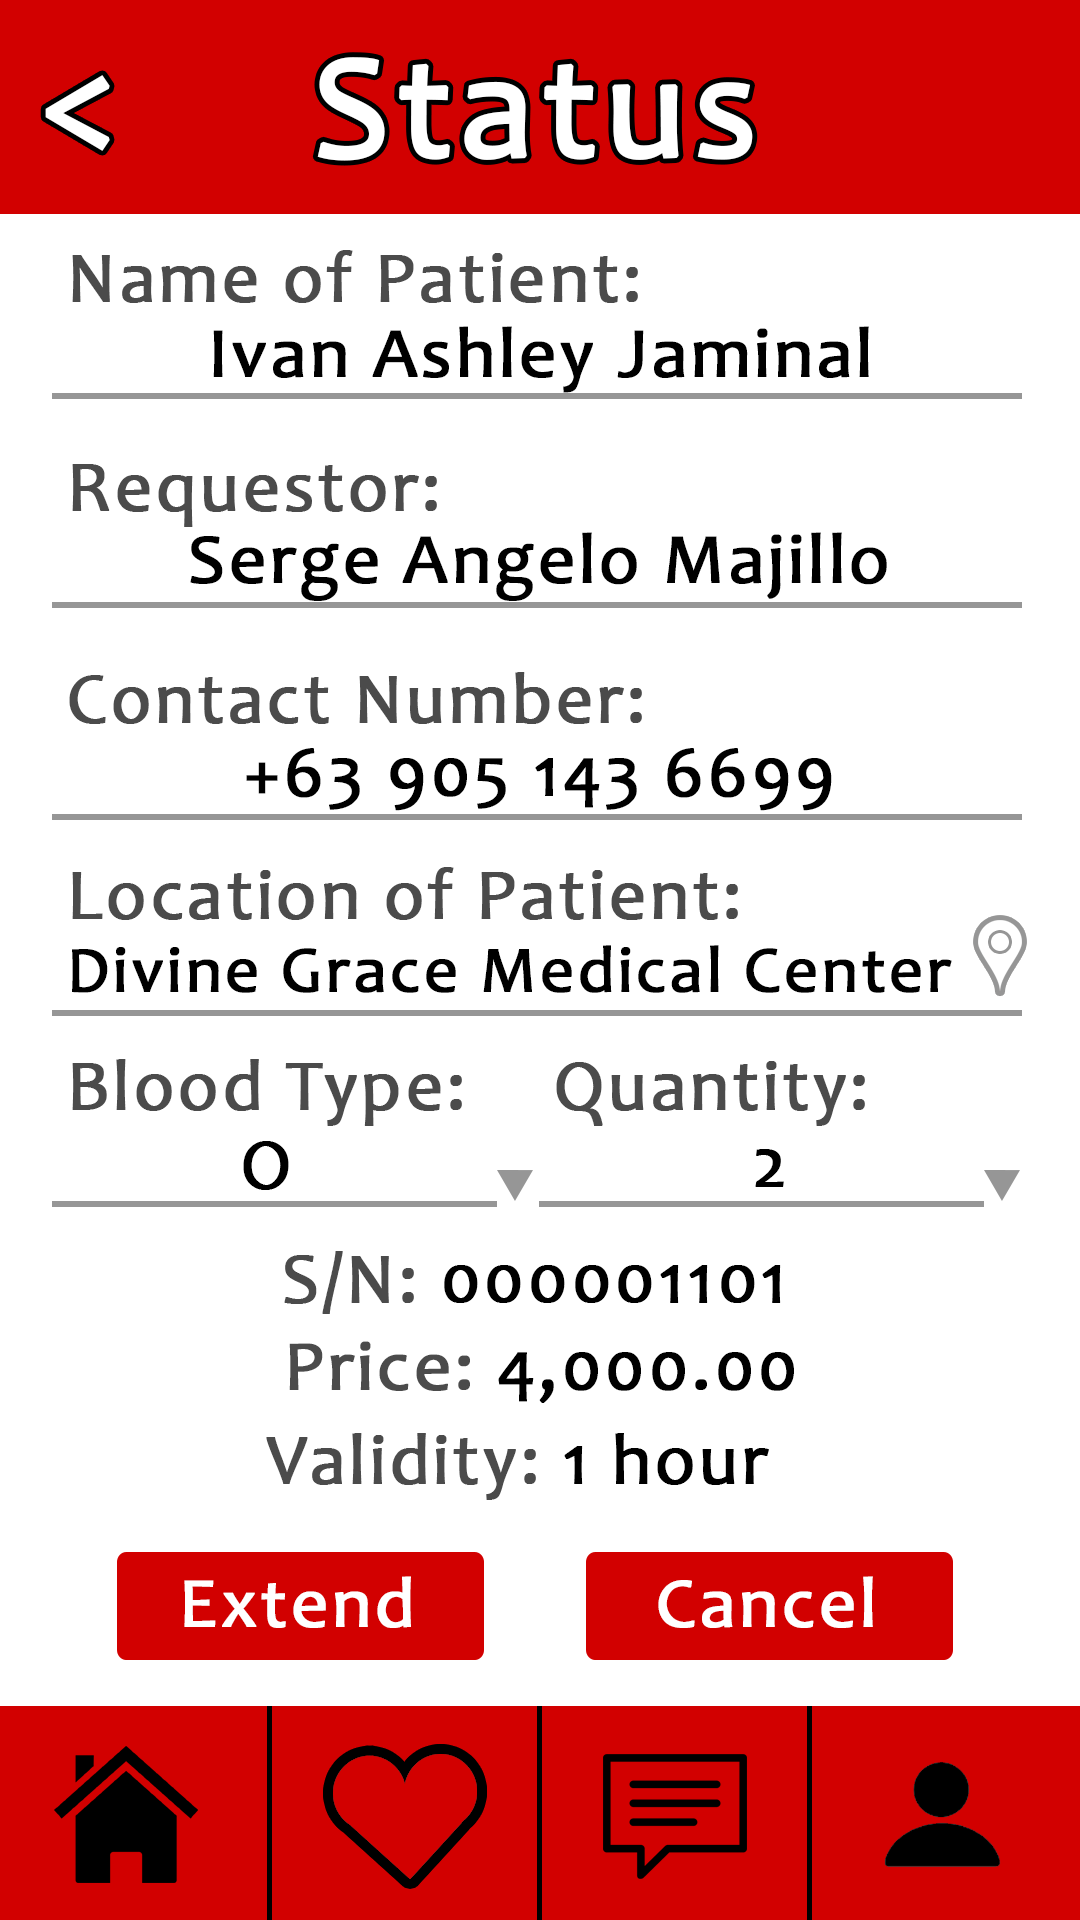 < Status
Name of Patient:
Ivan Ashley Jaminal
Requestor:
Serge Angelo Majillo
Contact Number:
+63 905 143 6699
Location of Patient:
Divine Grace Medical Center
Blood Type: Quantity:
O 2
S/N: 000001101
Price: 4,000.00
Validity: 1 hour
Extend Cancel